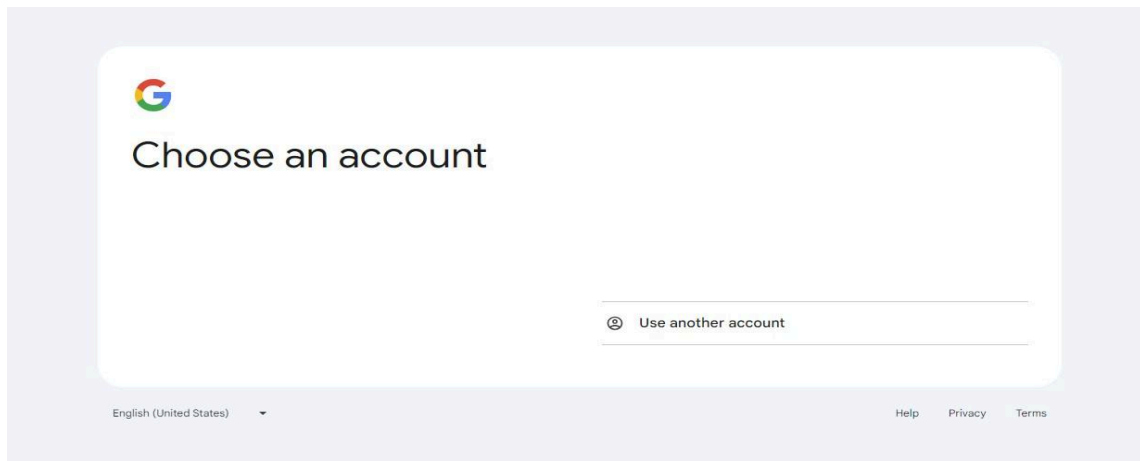 Choose an account
Use another account
English (United States)
Help Privacy Terms